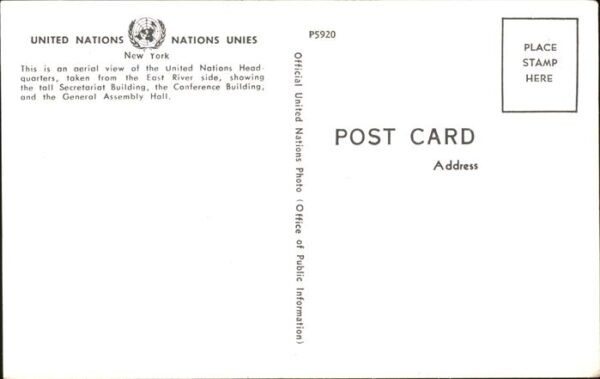 UNITED NATIONS NATIONS UNIES
New York
This is an aerial view of the United Nations Head-
quarters, taken from the East River side, showing
the tall Secretariat Building, the Conference Building,
and the General Assembly Hall.
Official United Nations Photo (Office of Public Information)
P5920
PLACE
STAMP
HERE
POST CARD
Address